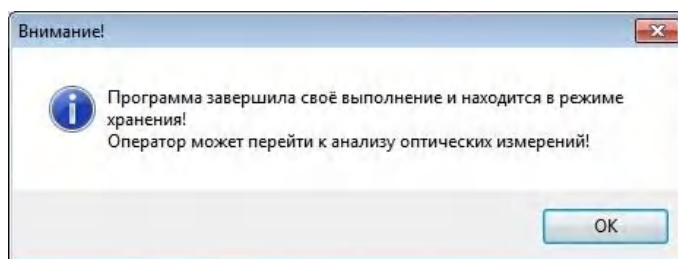 Внимание!
Программа завершила своё выполнение и находится в режиме
хранения!
Оператор может перейти к анализу оптических измерений!
OK